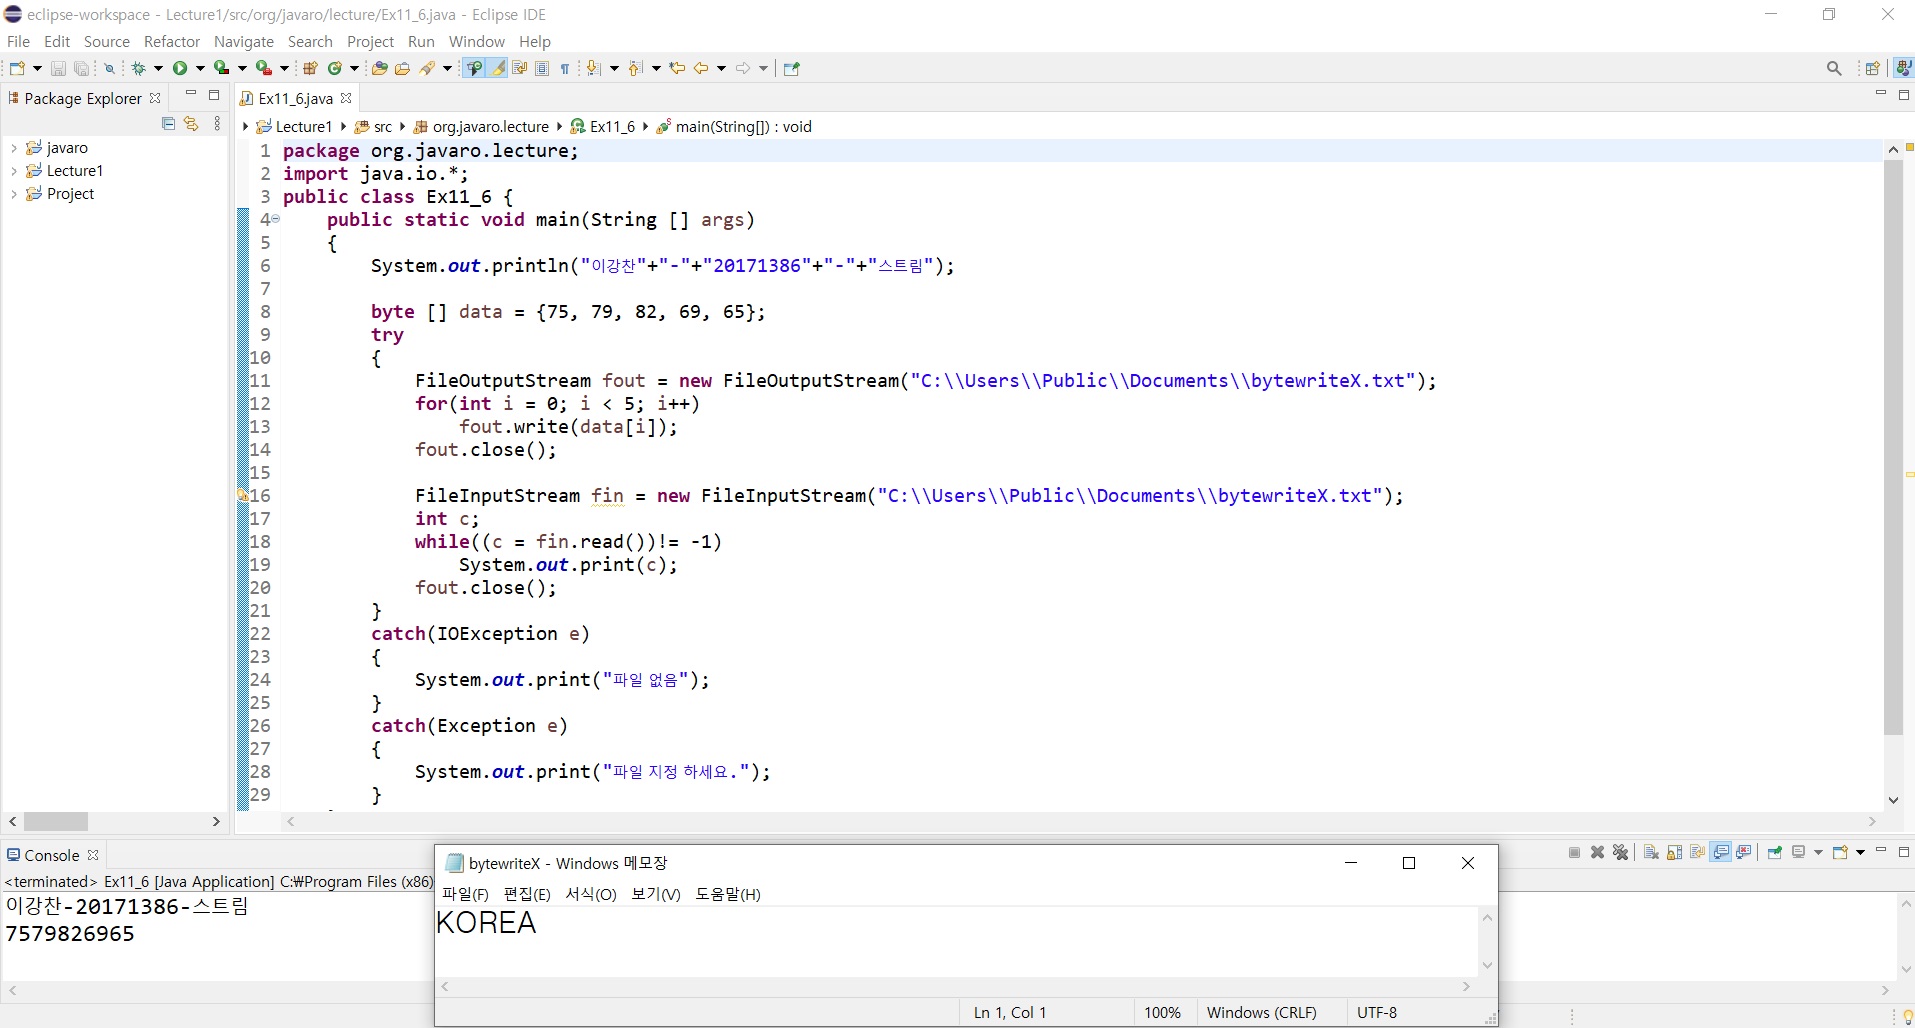 eclipse-workspace - Lecture1/src/org/javaro/lecture/Ex11_6.java - Eclipse IDE
File Edit Source Refactor Navigate Search Project Run Window Help
Package Explorer
Ex11_6.java
Lecture1 src org.javaro.lecture Ex11_6 main(String[]) : void
javaro
Lecture1
Project
1 package org.javaro.lecture;
2 import java.io.*;
3 public class Ex11_6 {
4     public static void main(String [] args)
5     {
6         System.out.println("이강찬"+"-"+"20171386"+"-"+"스트림");
7
8         byte [] data = {75, 79, 82, 69, 65};
9         try
10         {
11             FileOutputStream fout = new FileOutputStream("C:\\Users\\Public\\Documents\\bytewriteX.txt");
12             for(int i = 0; i < 5; i++)
13                 fout.write(data[i]);
14             fout.close();
15
16             FileInputStream fin = new FileInputStream("C:\\Users\\Public\\Documents\\bytewriteX.txt");
17             int c;
18             while((c = fin.read())!= -1)
19                 System.out.print(c);
20             fout.close();
21         }
22         catch(IOException e)
23         {
24             System.out.print("파일 없음");
25         }
26         catch(Exception e)
27         {
28             System.out.print("파일 지정 하세요.");
29         }
Console
<terminated> Ex11_6 [Java Application] C:₩Program Files (x86)
이강찬-20171386-스트림
7579826965
bytewriteX - Windows 메모장
파일(F) 편집(E) 서식(O) 보기(V) 도움말(H)
KOREA
Ln 1, Col 1 100% Windows (CRLF) UTF-8